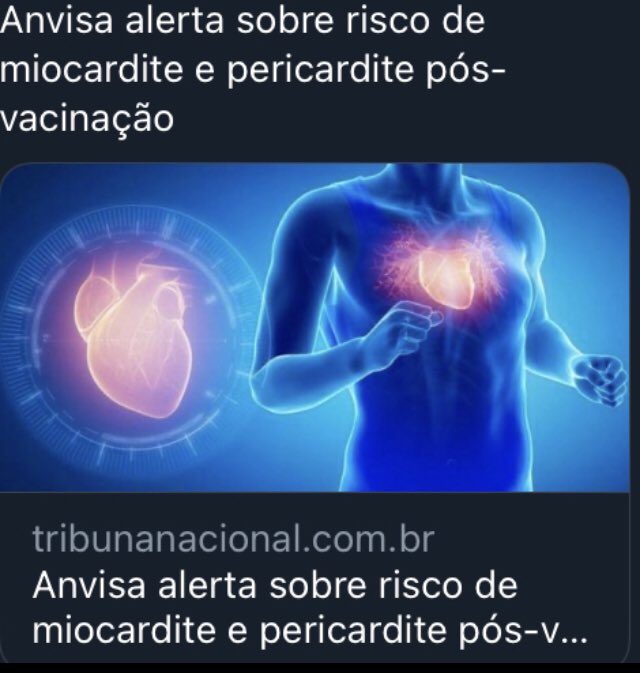 Anvisa alerta sobre risco de
miocardite e pericardite pós-
vacinação
tribunanacional.com.br
Anvisa alerta sobre risco de
miocardite e pericardite pós-v...